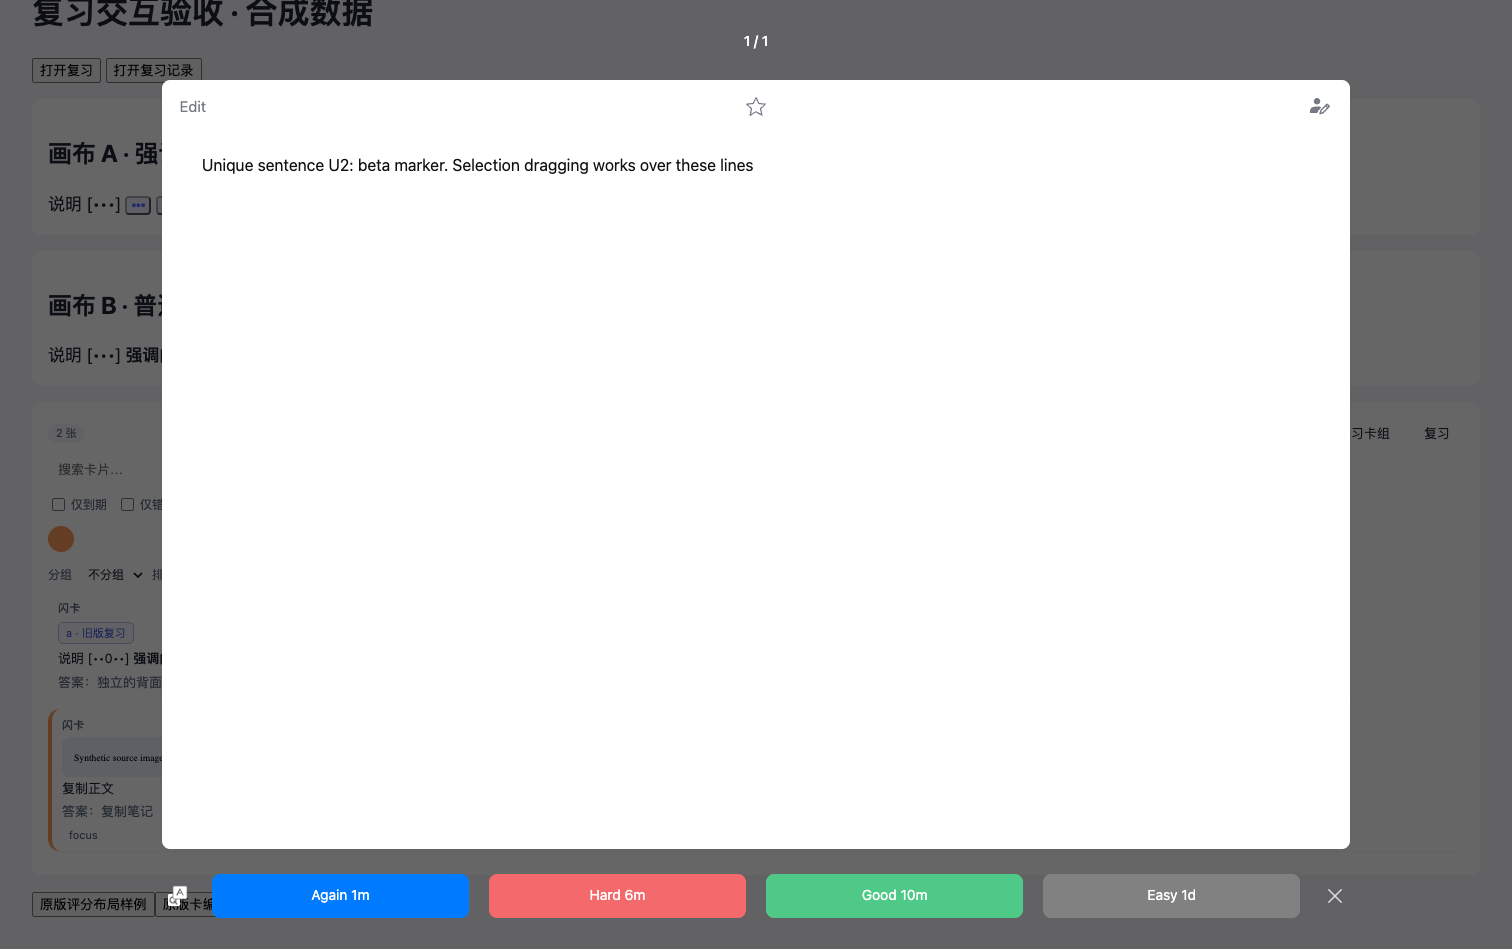 复习交互验收 · 合成数据
1 / 1
打开复习 打开复习记录
Edit
画布 A · 强
Unique sentence U2: beta marker. Selection dragging works over these lines
说明 [•••] •••
画布 B · 普
说明 [•••] 强调
2 张
习卡组 复习
搜索卡片...
仅到期 仅错
分组 不分组 排
闪卡
a · 旧版复习
说明 [••0••] 强调
答案：独立的背面
闪卡
Synthetic source image
复制正文
答案：复制笔记
focus
Again 1m Hard 6m Good 10m Easy 1d
原版评分布局样例 原版卡编